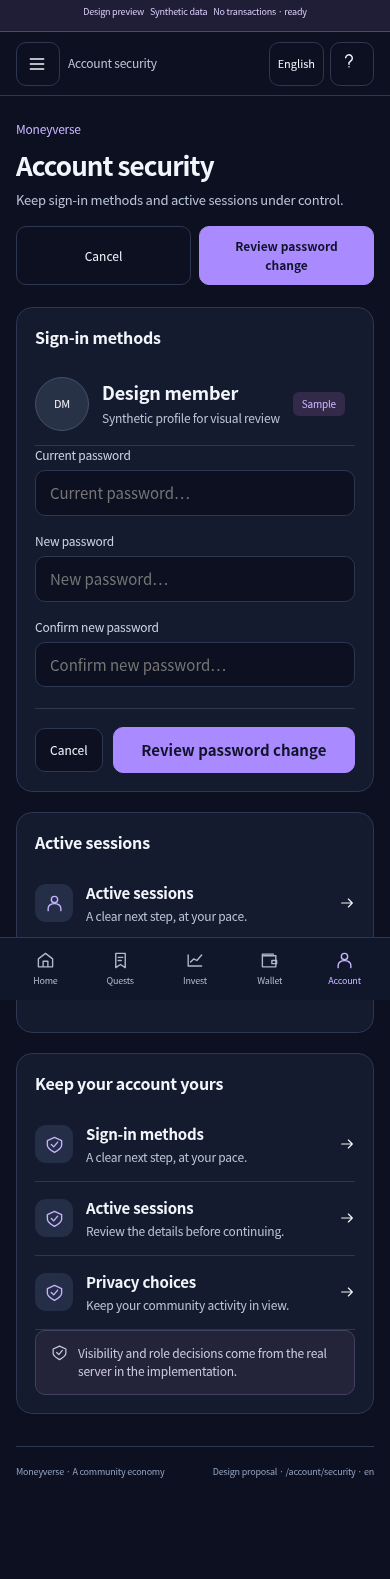 Design preview Synthetic data No transactions · ready
Account security
English
?
Moneyverse
Account security
Keep sign-in methods and active sessions under control.
Cancel
Review password
change
Sign-in methods
DM
Design member
Synthetic profile for visual review
Sample
Current password
Current password…
New password
New password…
Confirm new password
Confirm new password…
Cancel
Review password change
Active sessions
Active sessions
A clear next step, at your pace.
Home
Quests
Invest
Wallet
Account
Keep your account yours
Sign-in methods
A clear next step, at your pace.
Active sessions
Review the details before continuing.
Privacy choices
Keep your community activity in view.
Visibility and role decisions come from the real
server in the implementation.
Moneyverse · A community economy
Design proposal · /account/security · en